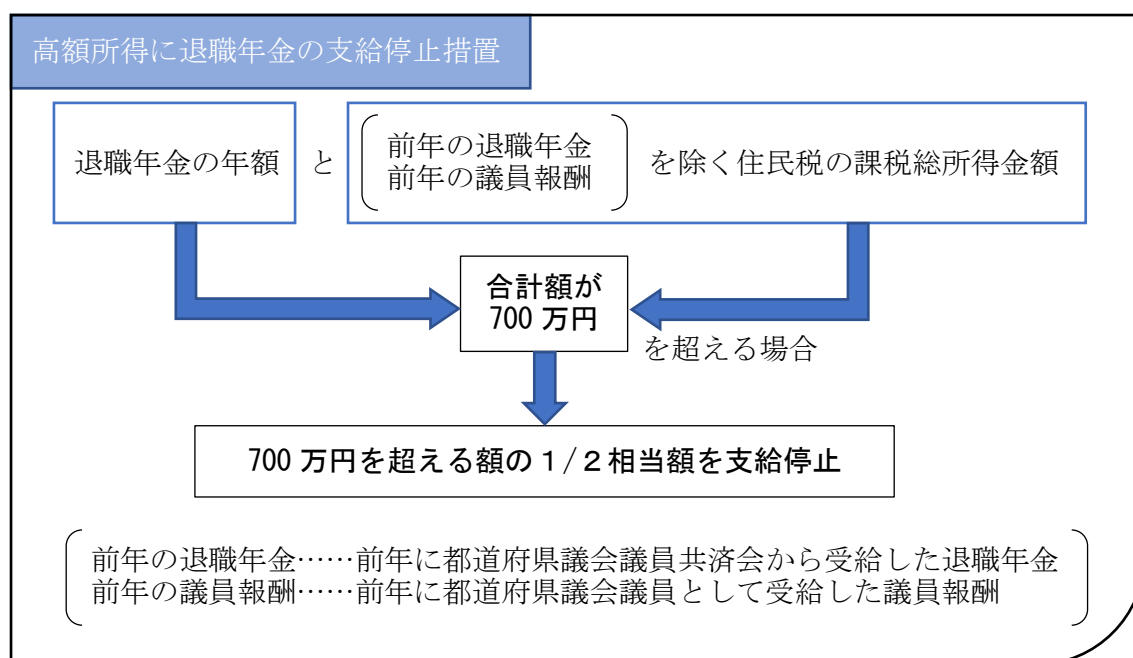 高額所得に退職年金の支給停止措置
退職年金の年額
と
前年の退職年金
前年の議員報酬
を除く住民税の課税総所得金額
合計額が
700 万円
を超える場合
700 万円を超える額の１/２相当額を支給停止
前年の退職年金……前年に都道府県議会議員共済会から受給した退職年金
前年の議員報酬……前年に都道府県議会議員として受給した議員報酬